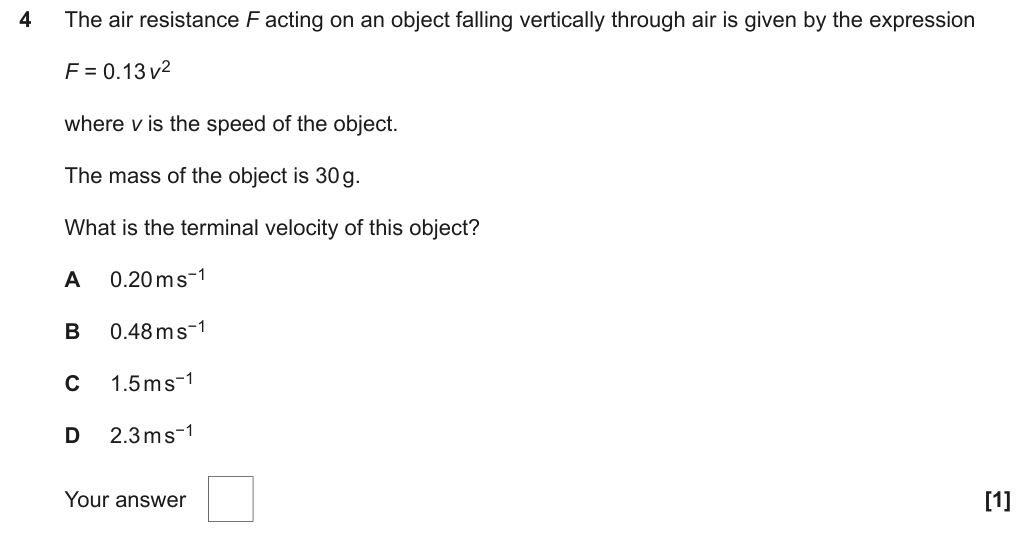 4 The air resistance F acting on an object falling vertically through air is given by the expression
F = 0.13 v²
where v is the speed of the object.
The mass of the object is 30 g.
What is the terminal velocity of this object?
A 0.20 m s⁻¹
B 0.48 m s⁻¹
C 1.5 m s⁻¹
D 2.3 m s⁻¹
Your answer [1]